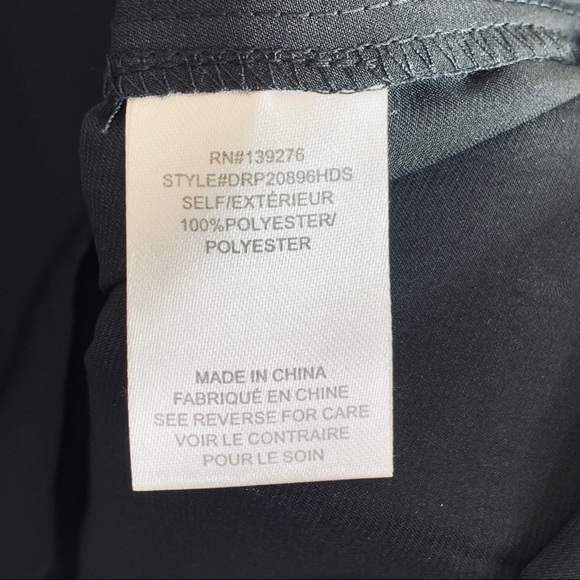 RN#139276
STYLE#DRP20896HDS
SELF/EXTÉRIEUR
100%POLYESTER/
POLYESTER
MADE IN CHINA
FABRIQUÉ EN CHINE
SEE REVERSE FOR CARE
VOIR LE CONTRAIRE
POUR LE SOIN